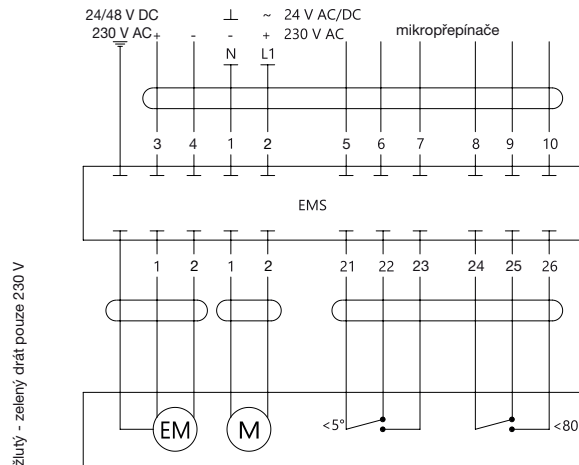 24/48 V DC ⊥ ~ 24 V AC/DC
230 V AC + - - + 230 V AC mikropřepínače
N L1
3 4 1 2 5 6 7 8 9 10
EMS
1 2 1 2 21 22 23 24 25 26
<5° <80
EM M
žlutý - zelený drát pouze 230 V